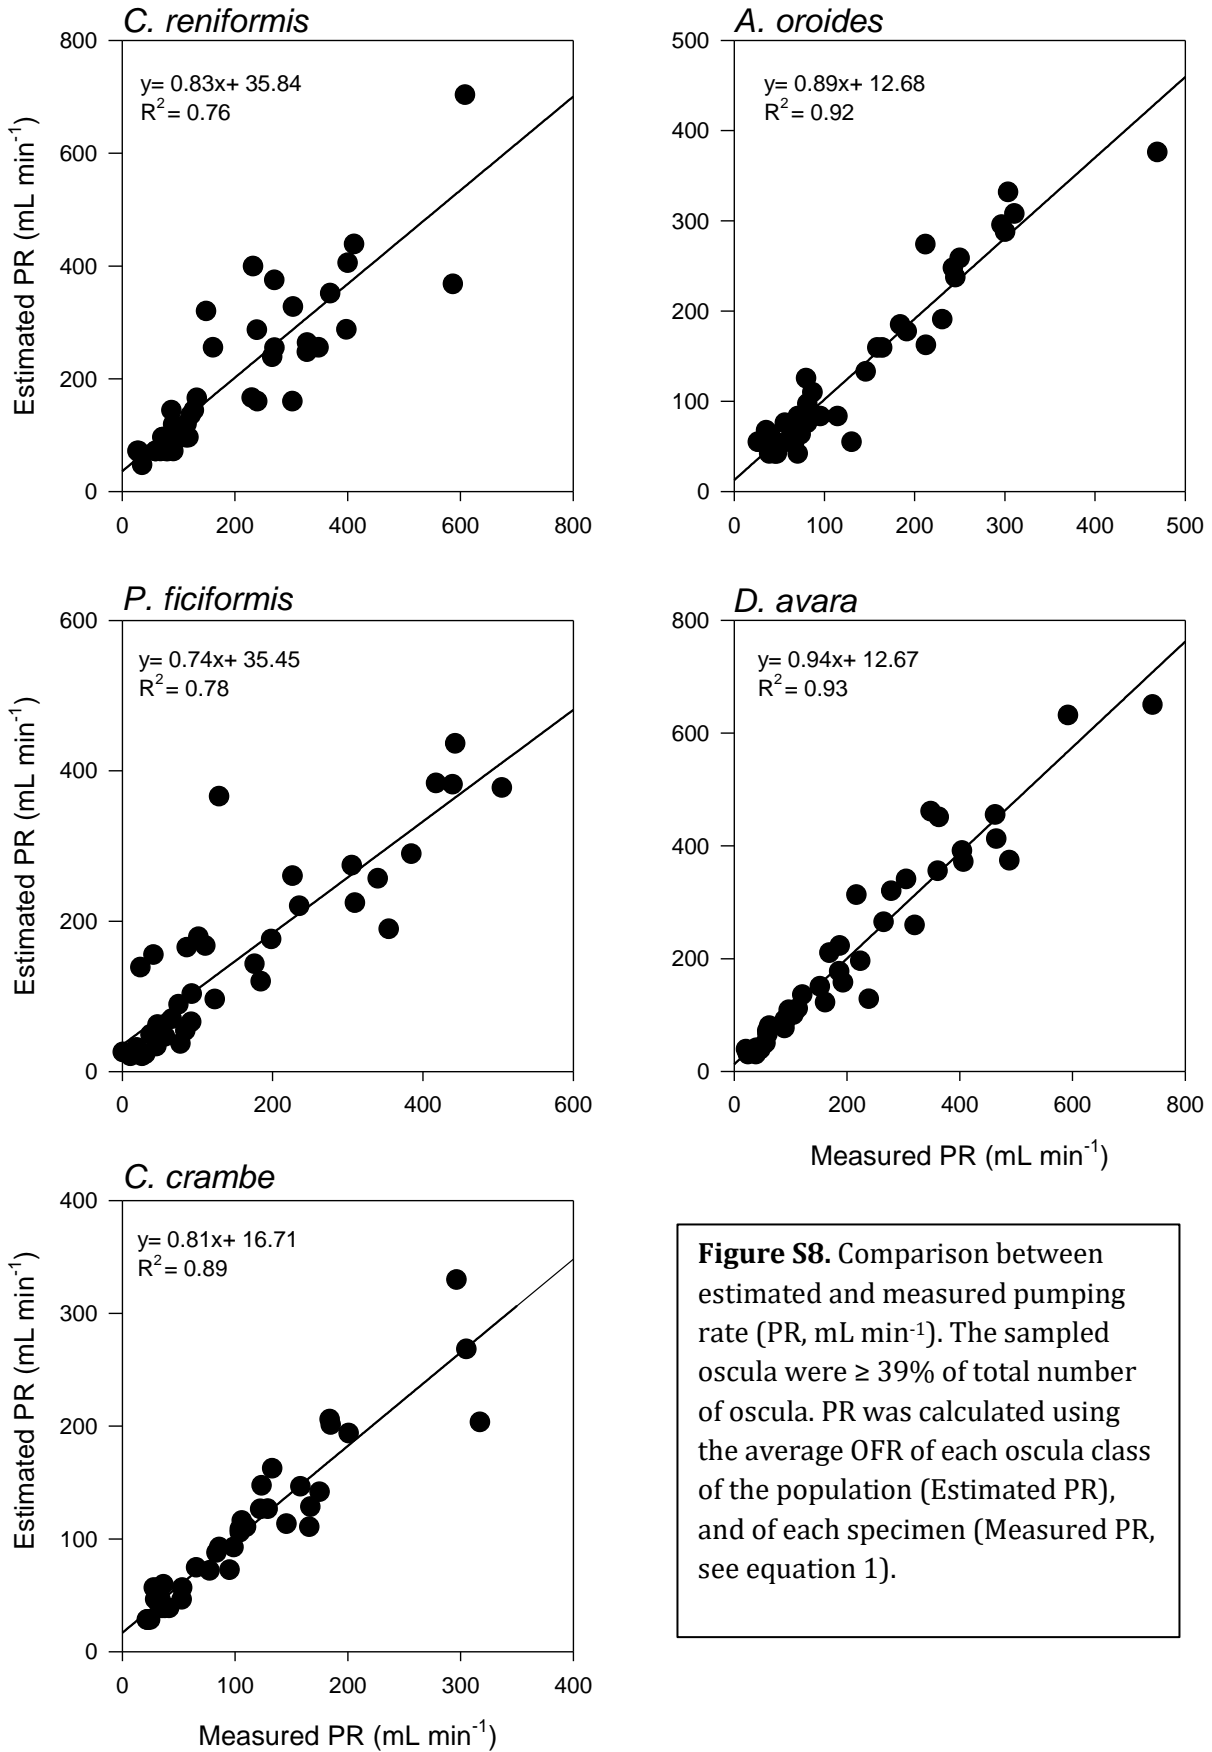 C. reniformis
y= 0.83x+ 35.84
R² = 0.76
Estimated PR (mL min⁻¹)
800
600
400
200
0
0 200 400 600 800
A. oroides
y= 0.89x+ 12.68
R² = 0.92
500
400
300
200
100
0
0 100 200 300 400 500
P. ficiformis
y= 0.74x+ 35.45
R² = 0.78
Estimated PR (mL min⁻¹)
600
400
200
0
0 200 400 600
D. avara
y= 0.94x+ 12.67
R² = 0.93
800
600
400
200
0
0 200 400 600 800
Measured PR (mL min⁻¹)
C. crambe
y= 0.81x+ 16.71
R² = 0.89
Estimated PR (mL min⁻¹)
400
300
200
100
0
0 100 200 300 400
Measured PR (mL min⁻¹)
Figure S8. Comparison between
estimated and measured pumping
rate (PR, mL min⁻¹). The sampled
oscula were ≥ 39% of total number
of oscula. PR was calculated using
the average OFR of each oscula class
of the population (Estimated PR),
and of each specimen (Measured PR,
see equation 1).